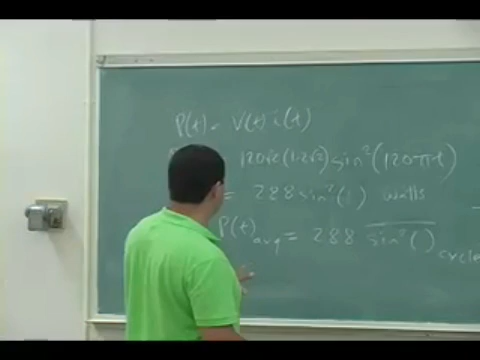 P(t) = V(t) i(t)
120√2(1.2√2) sin²(120πt)
= 288 sin²( ) watts
P(t)avg = 288 sin²( ) cycle